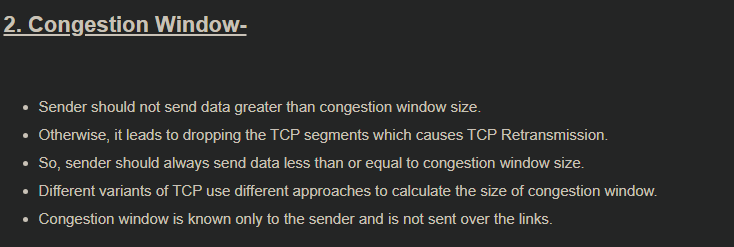 2. Congestion Window-
• Sender should not send data greater than congestion window size.
• Otherwise, it leads to dropping the TCP segments which causes TCP Retransmission.
• So, sender should always send data less than or equal to congestion window size.
• Different variants of TCP use different approaches to calculate the size of congestion window.
• Congestion window is known only to the sender and is not sent over the links.